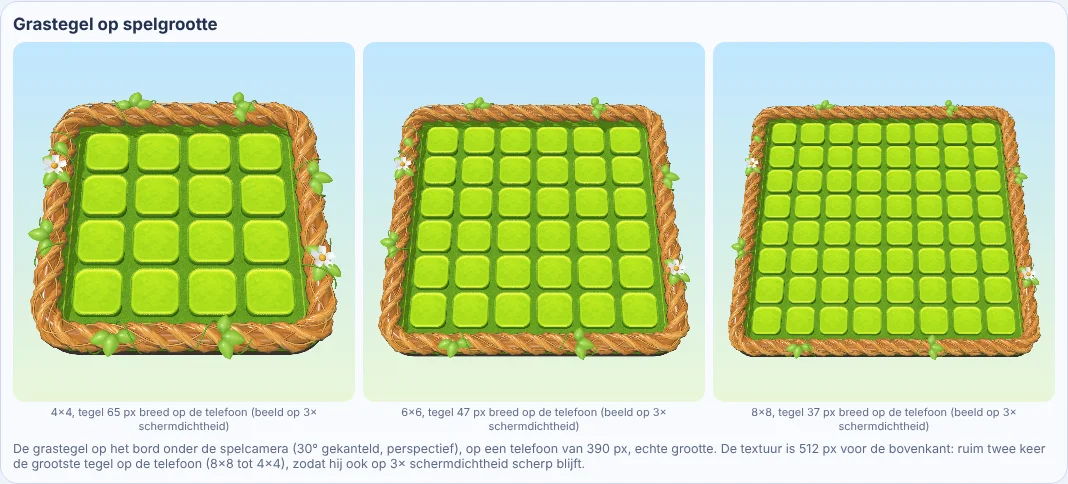 Grastegel op spelgrootte
4×4, tegel 65 px breed op de telefoon (beeld op 3×
schermdichtheid)
6×6, tegel 47 px breed op de telefoon (beeld op 3×
schermdichtheid)
8×8, tegel 37 px breed op de telefoon (beeld op 3×
schermdichtheid)
De grastegel op het bord onder de spelcamera (30° gekanteld, perspectief), op een telefoon van 390 px, echte grootte. De textuur is 512 px voor de bovenkant: ruim twee keer
de grootste tegel op de telefoon (8×8 tot 4×4), zodat hij ook op 3× schermdichtheid scherp blijft.